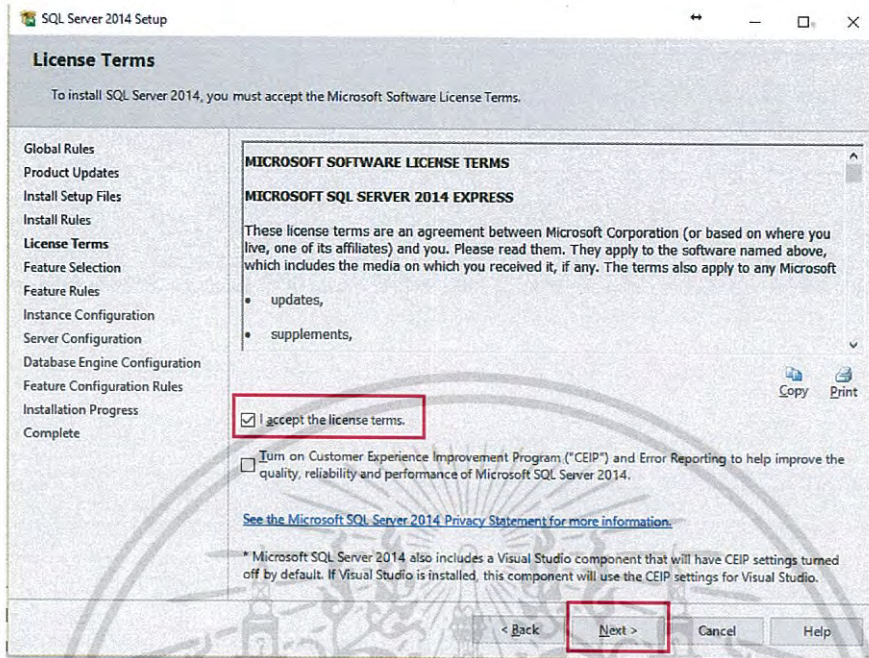 SQL Server 2014 Setup
License Terms
To install SQL Server 2014, you must accept the Microsoft Software License Terms.
Global Rules
Product Updates
Install Setup Files
Install Rules
License Terms
Feature Selection
Feature Rules
Instance Configuration
Server Configuration
Database Engine Configuration
Feature Configuration Rules
Installation Progress
Complete
MICROSOFT SOFTWARE LICENSE TERMS
MICROSOFT SQL SERVER 2014 EXPRESS
These license terms are an agreement between Microsoft Corporation (or based on where you
live, one of its affiliates) and you. Please read them. They apply to the software named above,
which includes the media on which you received it, if any. The terms also apply to any Microsoft
• updates,
• supplements,
Copy Print
I accept the license terms.
Turn on Customer Experience Improvement Program ("CEIP") and Error Reporting to help improve the
quality, reliability and performance of Microsoft SQL Server 2014.
See the Microsoft SQL Server 2014 Privacy Statement for more information.
* Microsoft SQL Server 2014 also includes a Visual Studio component that will have CEIP settings turned
off by default. If Visual Studio is installed, this component will use the CEIP settings for Visual Studio.
< Back Next > Cancel Help